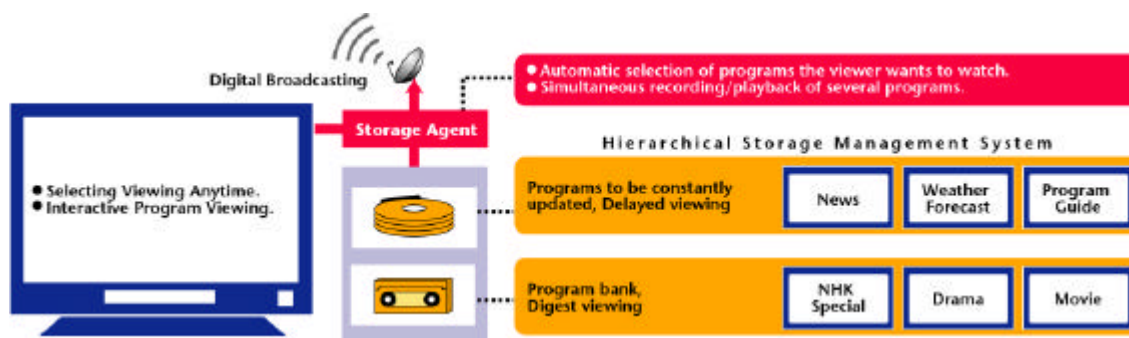 Digital Broadcasting
● Automatic selection of programs the viewer wants to watch.
● Simultaneous recording/playback of several programs.
Storage Agent
Hierarchical Storage Management System
● Selecting Viewing Anytime.
● Interactive Program Viewing.
Programs to be constantly
updated, Delayed viewing
News
Weather
Forecast
Program
Guide
Program bank,
Digest viewing
NHK
Special
Drama
Movie